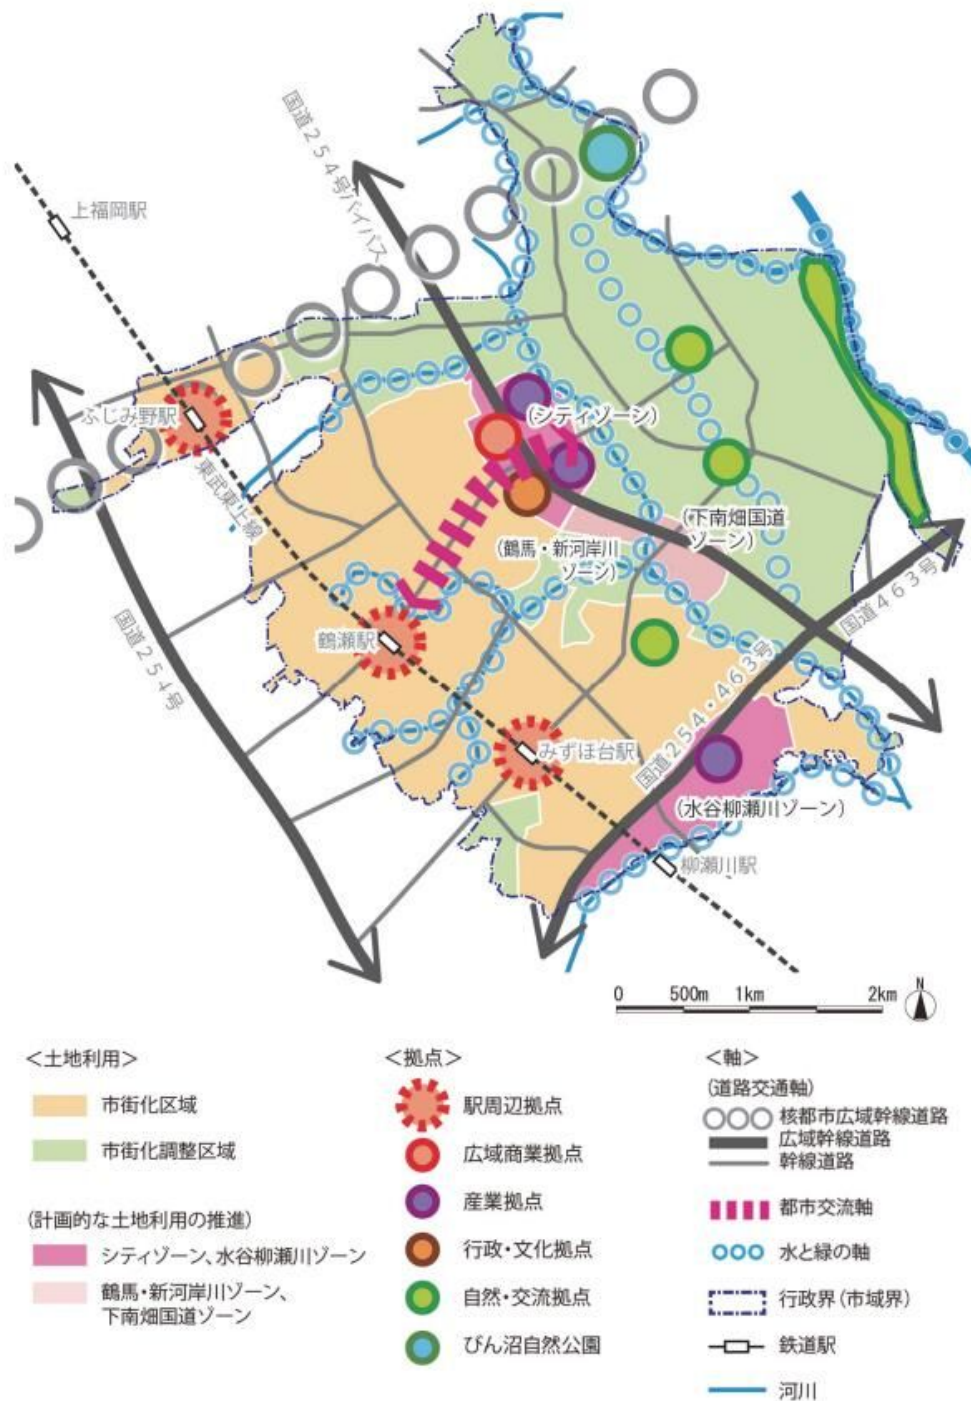 国道254号バイパス
上福岡駅
ふじみ野駅
東武東上線
(シティゾーン)
(下南畑国道
ゾーン)
(鶴馬・新河岸川
ゾーン)
国道463号
国道254号
鶴瀬駅
みずほ台駅
国道254・463号
(水谷柳瀬川ゾーン)
柳瀬川駅
0 500m 1km 2km
N
<土地利用>
市街化区域
市街化調整区域
(計画的な土地利用の推進)
シティゾーン、水谷柳瀬川ゾーン
鶴馬・新河岸川ゾーン、
下南畑国道ゾーン
<拠点>
駅周辺拠点
広域商業拠点
産業拠点
行政・文化拠点
自然・交流拠点
びん沼自然公園
<軸>
(道路交通軸)
核都市広域幹線道路
広域幹線道路
幹線道路
都市交流軸
水と緑の軸
行政界(市域界)
鉄道駅
河川